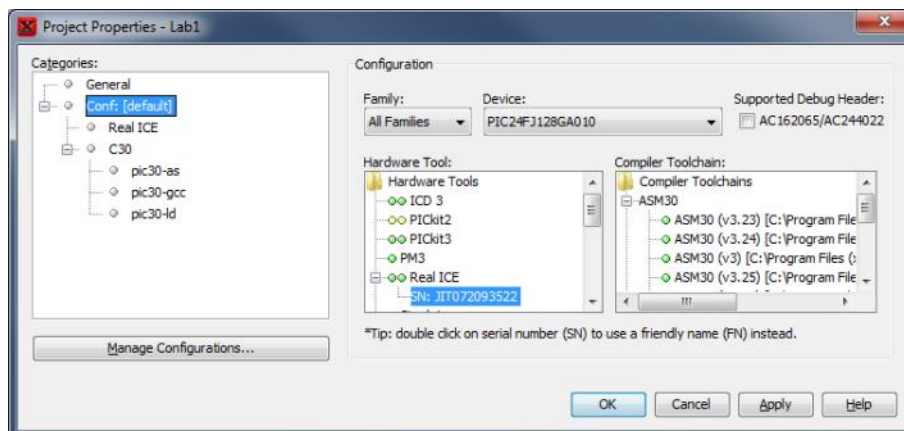 Project Properties - Lab1
Categories:
General
Conf: [default]
Real ICE
C30
pic30-as
pic30-gcc
pic30-ld
Manage Configurations...
Configuration
Family:
All Families
Device:
PIC24FJ128GA010
Supported Debug Header:
AC162065/AC244022
Hardware Tool:
Hardware Tools
ICD 3
PICkit2
PICkit3
PM3
Real ICE
SN: JIT072093522
Compiler Toolchain:
Compiler Toolchains
ASM30
ASM30 (v3.23) [C:\Program Files
ASM30 (v3.24) [C:\Program File
ASM30 (v3) [C:\Program Files (
ASM30 (v3.25) [C:\Program File
*Tip: double click on serial number (SN) to use a friendly name (FN) instead.
OK
Cancel
Apply
Help